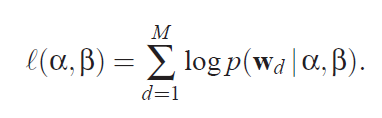 ℓ(α,β) = ∑_{d=1}^{M} log p(𝐰_d | α,β).